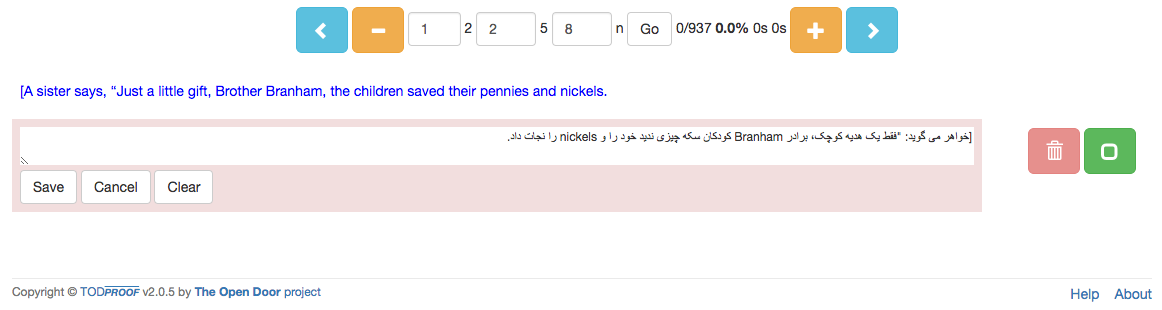 1 2 2 5 8 n Go 0/937 0.0% 0s 0s
[A sister says, “Just a little gift, Brother Branham, the children saved their pennies and nickels.
[خواهر می گوید: "فقط یک هدیه کوچک، برادر Branham کودکان سکه چیزی ندید خود را و nickels را نجات داد.
Save Cancel Clear
Copyright © TODPROOF v2.0.5 by The Open Door project
Help About